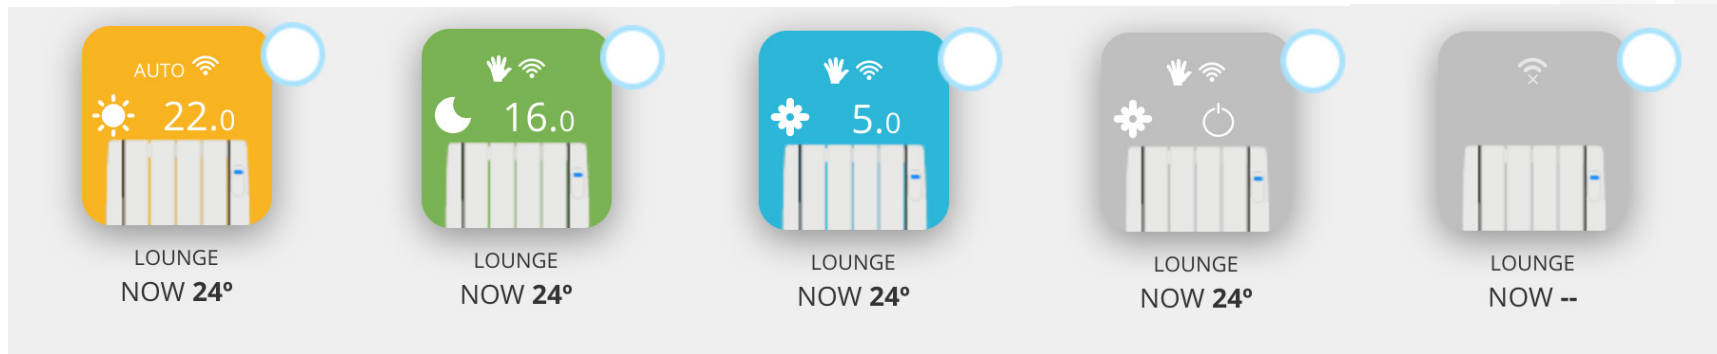 AUTO
22.0
LOUNGE
NOW 24º
16.0
LOUNGE
NOW 24º
5.0
LOUNGE
NOW 24º
LOUNGE
NOW 24º
LOUNGE
NOW --